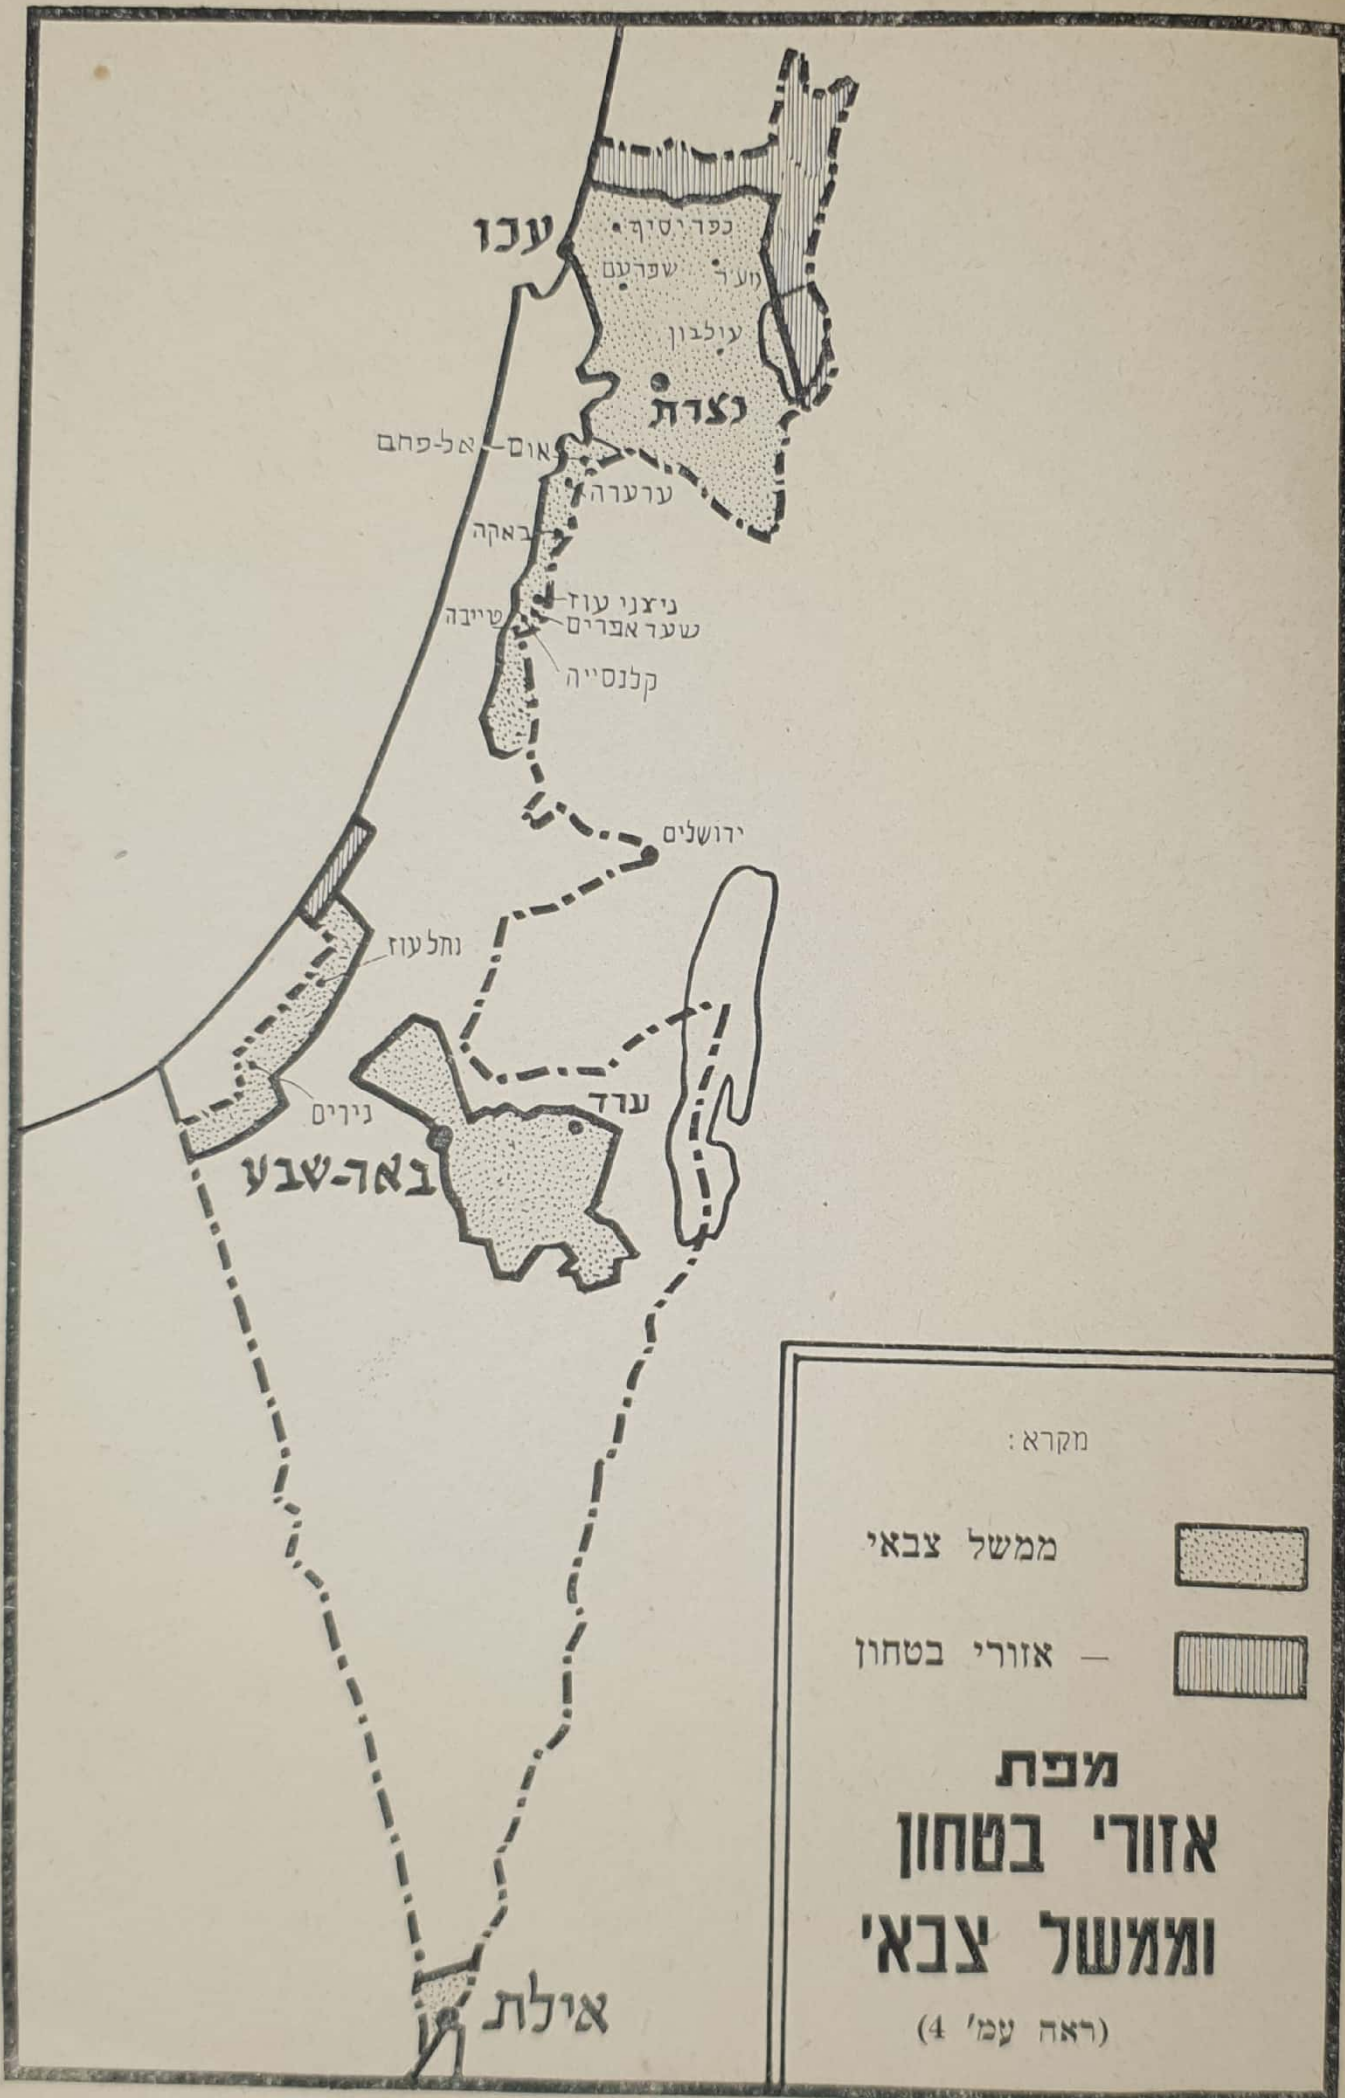 עכו
כפר יסיף
שפרעם
מע'ר
עילבון
נצרת
אום-אל-פחם
ערערה
באקה
ניצני עוז
שער אפרים
טייבה
קלנסייה
ירושלים
נחל עוז
נירים
ערד
באר-שבע
אילת
מקרא:
ממשל צבאי
— אזורי בטחון
מפת
אזורי בטחון
וממשל צבאי
(ראה עמ' 4)